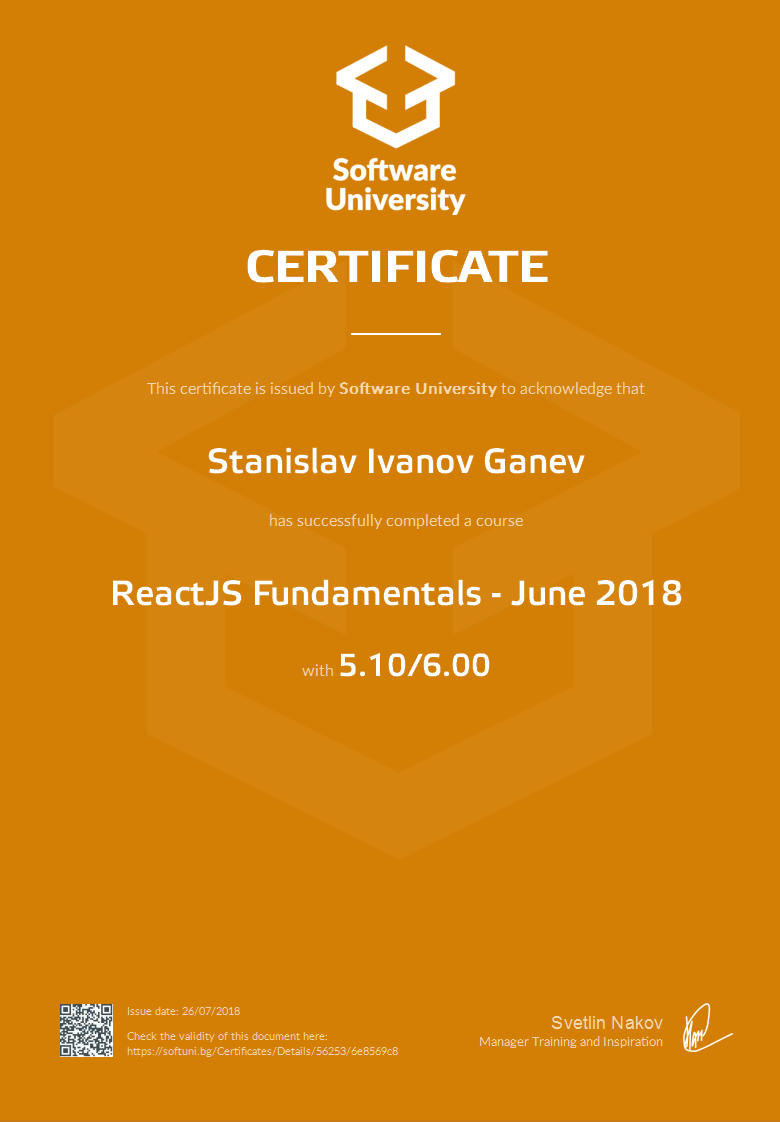 Software
University
CERTIFICATE
This certificate is issued by Software University to acknowledge that
Stanislav Ivanov Ganev
has successfully completed a course
ReactJS Fundamentals - June 2018
with 5.10/6.00
Issue date: 26/07/2018
Check the validity of this document here:
https://softuni.bg/Certificates/Details/56253/6e8569c8
Svetlin Nakov
Manager Training and Inspiration